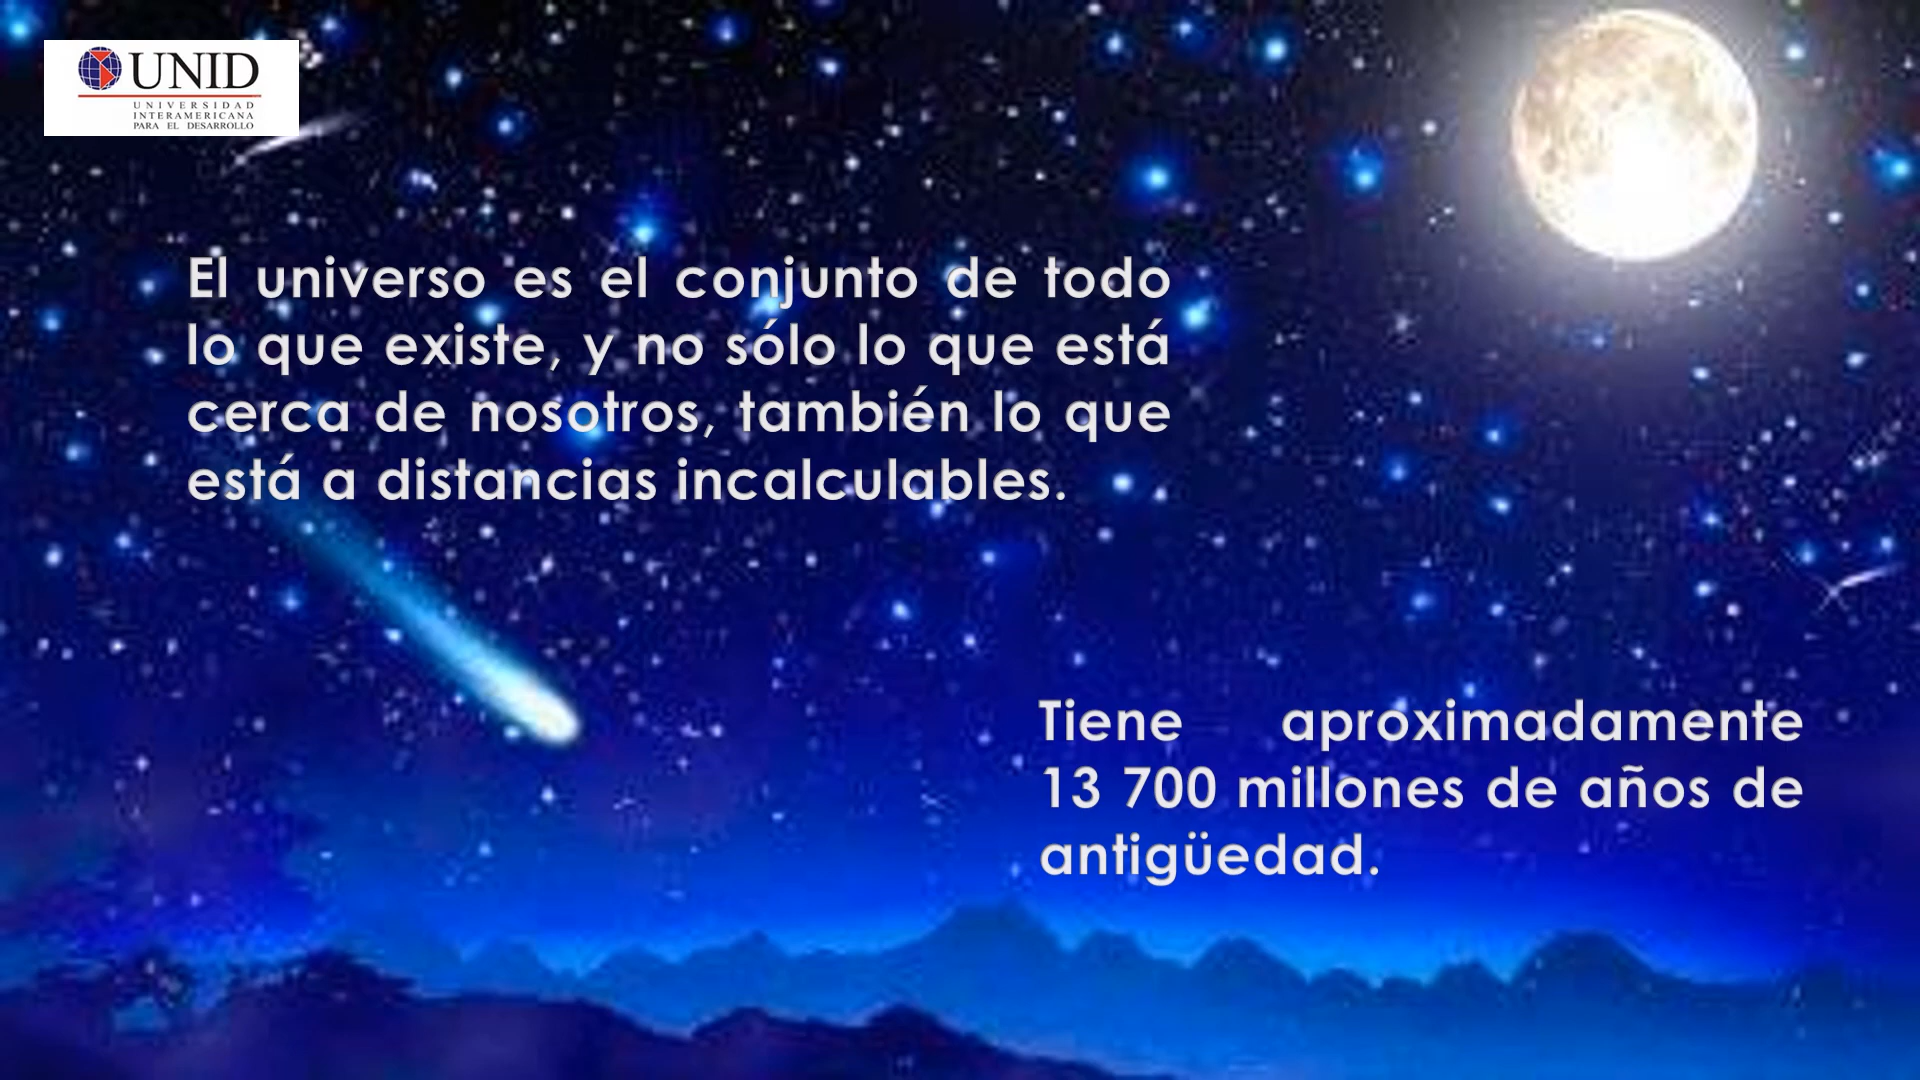 UNID
UNIVERSIDAD
INTERAMERICANA
PARA EL DESARROLLO
El universo es el conjunto de todo
lo que existe, y no sólo lo que está
cerca de nosotros, también lo que
está a distancias incalculables.
Tiene aproximadamente
13 700 millones de años de
antigüedad.